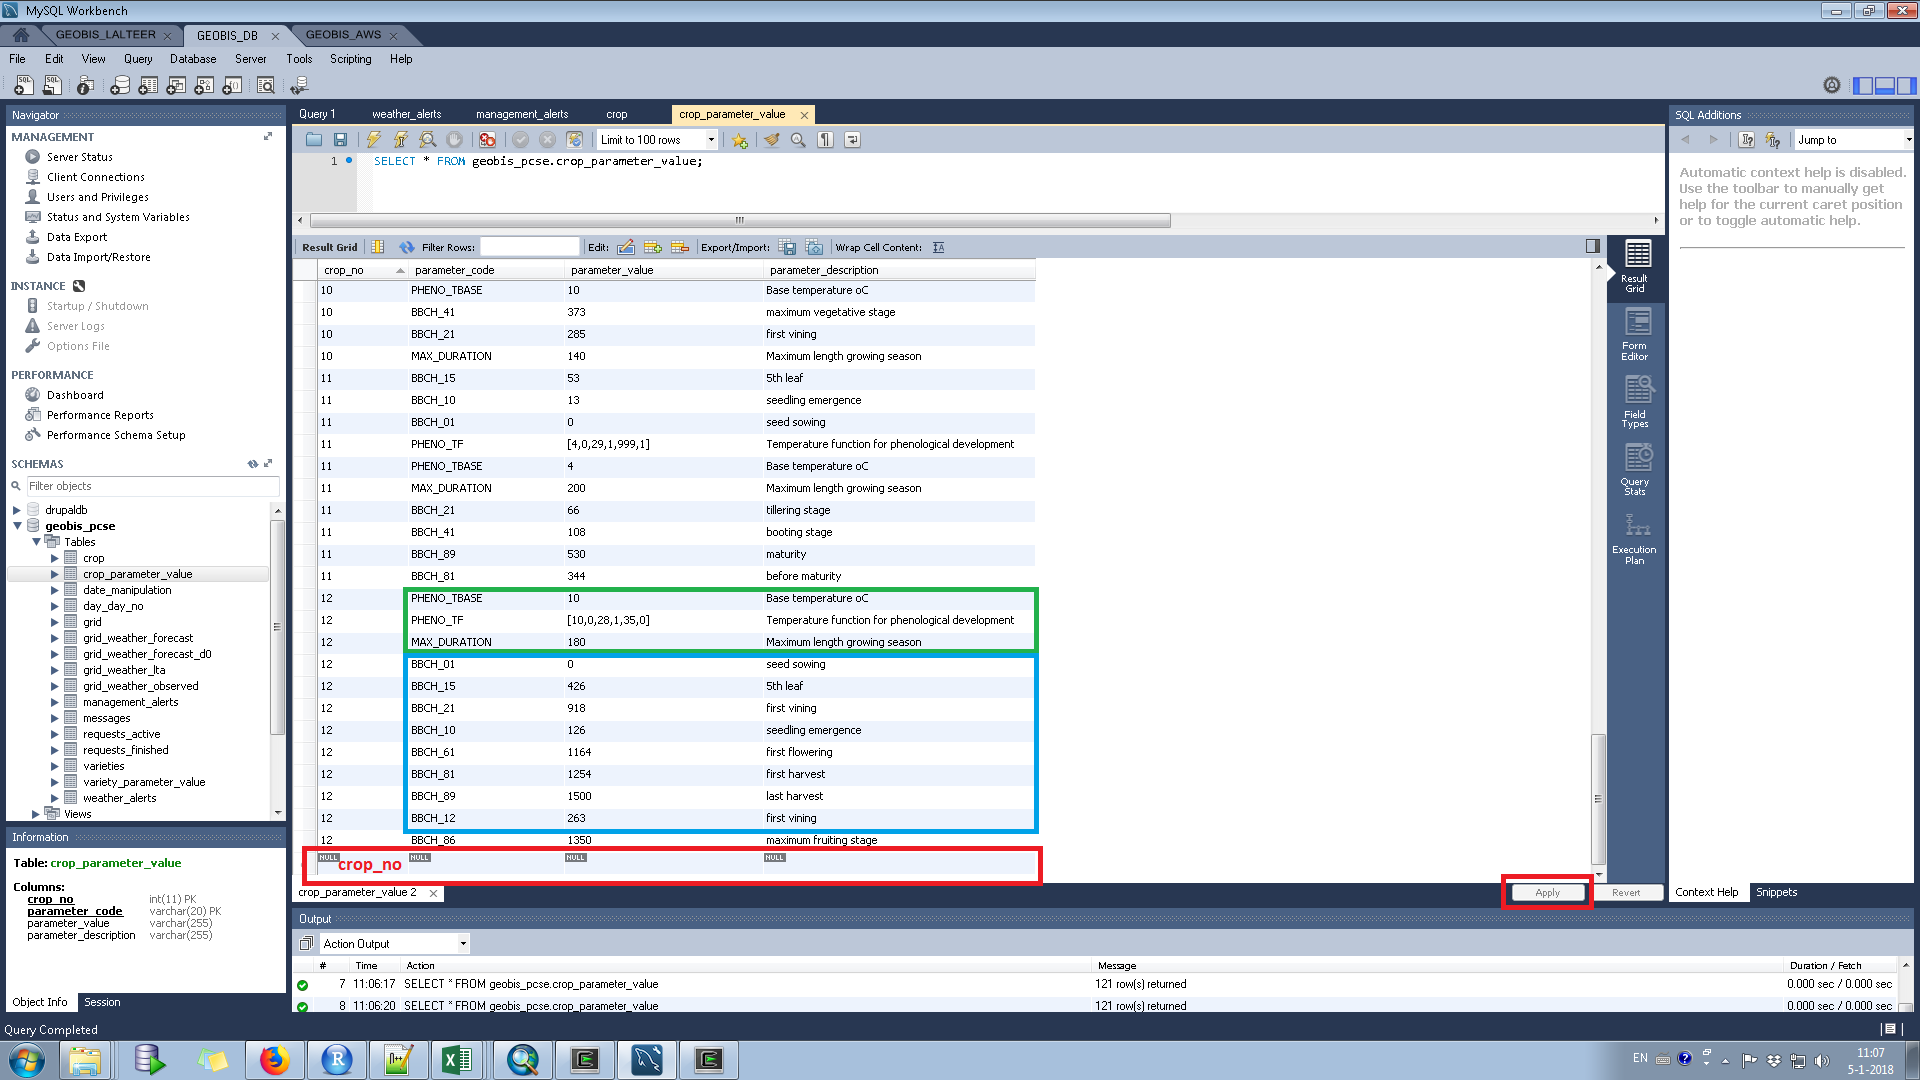 MySQL Workbench
GEOBIS_LALTEER
GEOBIS_DB
GEOBIS_AWS
File Edit View Query Database Server Tools Scripting Help
Navigator
MANAGEMENT
Server Status
Client Connections
Users and Privileges
Status and System Variables
Data Export
Data Import/Restore
INSTANCE
Startup / Shutdown
Server Logs
Options File
PERFORMANCE
Dashboard
Performance Reports
Performance Schema Setup
SCHEMAS
Filter objects
drupaldb
geobis_pcse
Tables
crop
crop_parameter_value
date_manipulation
day_day_no
grid
grid_weather_forecast
grid_weather_forecast_d0
grid_weather_lta
grid_weather_observed
management_alerts
messages
requests_active
requests_finished
varieties
variety_parameter_value
weather_alerts
Views
Information
Table: crop_parameter_value
Columns:
crop_no int(11) PK
parameter_code varchar(20) PK
parameter_value varchar(255)
parameter_description varchar(255)
Object Info Session
Query Completed
Query 1 weather_alerts management_alerts crop crop_parameter_value
Limit to 100 rows
1 SELECT * FROM geobis_pcse.crop_parameter_value;
Result Grid Filter Rows: Edit: Export/Import: Wrap Cell Content:
crop_no parameter_code parameter_value parameter_description
10 PHENO_TBASE 10 Base temperature oC
10 BBCH_41 373 maximum vegetative stage
10 BBCH_21 285 first vining
10 MAX_DURATION 140 Maximum length growing season
11 BBCH_15 53 5th leaf
11 BBCH_10 13 seedling emergence
11 BBCH_01 0 seed sowing
11 PHENO_TF [4,0,29,1,999,1] Temperature function for phenological development
11 PHENO_TBASE 4 Base temperature oC
11 MAX_DURATION 200 Maximum length growing season
11 BBCH_21 66 tillering stage
11 BBCH_41 108 booting stage
11 BBCH_89 530 maturity
11 BBCH_81 344 before maturity
12 PHENO_TBASE 10 Base temperature oC
12 PHENO_TF [10,0,28,1,35,0] Temperature function for phenological development
12 MAX_DURATION 180 Maximum length growing season
12 BBCH_01 0 seed sowing
12 BBCH_15 426 5th leaf
12 BBCH_21 918 first vining
12 BBCH_10 126 seedling emergence
12 BBCH_61 1164 first flowering
12 BBCH_81 1254 first harvest
12 BBCH_89 1500 last harvest
12 BBCH_12 263 first vining
12 BBCH_86 1350 maximum fruiting stage
NULL NULL NULL NULL
crop_no
crop_parameter_value 2
Apply Revert
Result Grid
Form Editor
Field Types
Query Stats
Execution Plan
SQL Additions
Jump to
Automatic context help is disabled.
Use the toolbar to manually get
help for the current caret position
or to toggle automatic help.
Context Help Snippets
Output
Action Output
# Time Action Message Duration / Fetch
7 11:06:17 SELECT * FROM geobis_pcse.crop_parameter_value 121 row(s) returned 0.000 sec / 0.000 sec
8 11:06:20 SELECT * FROM geobis_pcse.crop_parameter_value 121 row(s) returned 0.000 sec / 0.000 sec
EN
11:07
5-1-2018